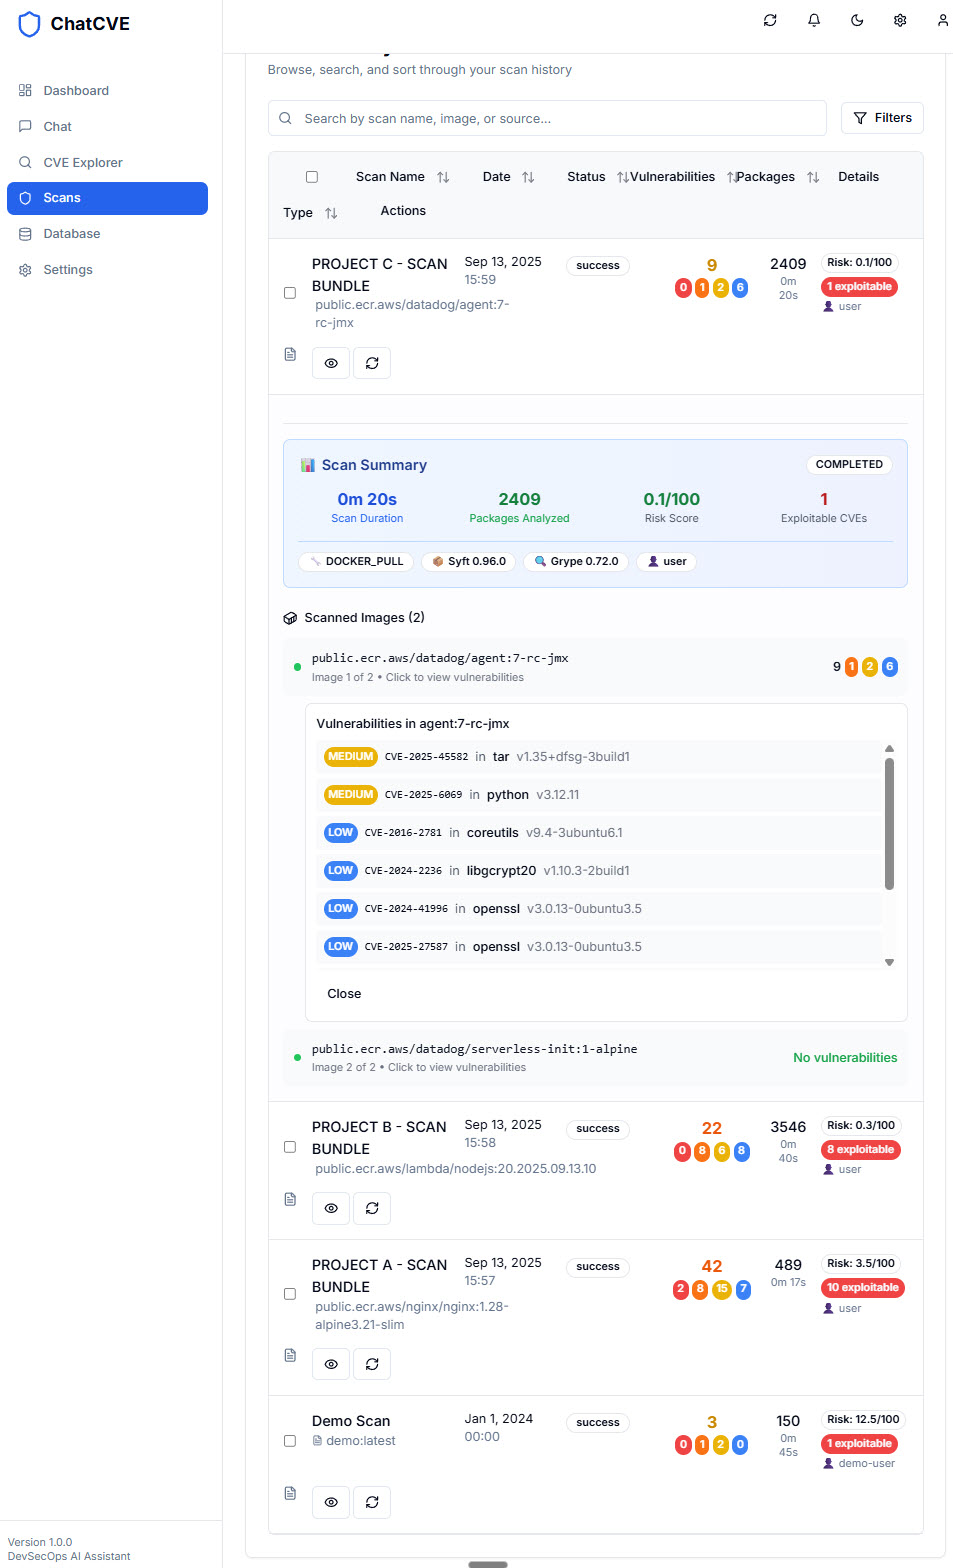 ChatCVE
Dashboard
Chat
CVE Explorer
Scans
Database
Settings
Version 1.0.0
DevSecOps AI Assistant
Browse, search, and sort through your scan history
Search by scan name, image, or source...
Filters
Scan Name Date Status Vulnerabilities Packages Details
Type Actions
PROJECT C - SCAN BUNDLE
public.ecr.aws/datadog/agent:7-rc-jmx
Sep 13, 2025
15:59
success
9
0 1 2 6
2409
0m 20s
Risk: 0.1/100
1 exploitable
user
Scan Summary
COMPLETED
0m 20s 2409 0.1/100 1
Scan Duration Packages Analyzed Risk Score Exploitable CVEs
DOCKER_PULL Syft 0.96.0 Grype 0.72.0 user
Scanned Images (2)
public.ecr.aws/datadog/agent:7-rc-jmx
Image 1 of 2 • Click to view vulnerabilities
9 1 2 6
Vulnerabilities in agent:7-rc-jmx
MEDIUM CVE-2025-45582 in tar v1.35+dfsg-3build1
MEDIUM CVE-2025-6069 in python v3.12.11
LOW CVE-2016-2781 in coreutils v9.4-3ubuntu6.1
LOW CVE-2024-2236 in libgcrypt20 v1.10.3-2build1
LOW CVE-2024-41996 in openssl v3.0.13-0ubuntu3.5
LOW CVE-2025-27587 in openssl v3.0.13-0ubuntu3.5
Close
public.ecr.aws/datadog/serverless-init:1-alpine
Image 2 of 2 • Click to view vulnerabilities
No vulnerabilities
PROJECT B - SCAN BUNDLE
public.ecr.aws/lambda/nodejs:20.2025.09.13.10
Sep 13, 2025
15:58
success
22
0 8 6 8
3546
0m 40s
Risk: 0.3/100
8 exploitable
user
PROJECT A - SCAN BUNDLE
public.ecr.aws/nginx/nginx:1.28-alpine3.21-slim
Sep 13, 2025
15:57
success
42
2 8 15 7
489
0m 17s
Risk: 3.5/100
10 exploitable
user
Demo Scan
demo:latest
Jan 1, 2024
00:00
success
3
0 1 2 0
150
0m 45s
Risk: 12.5/100
1 exploitable
demo-user